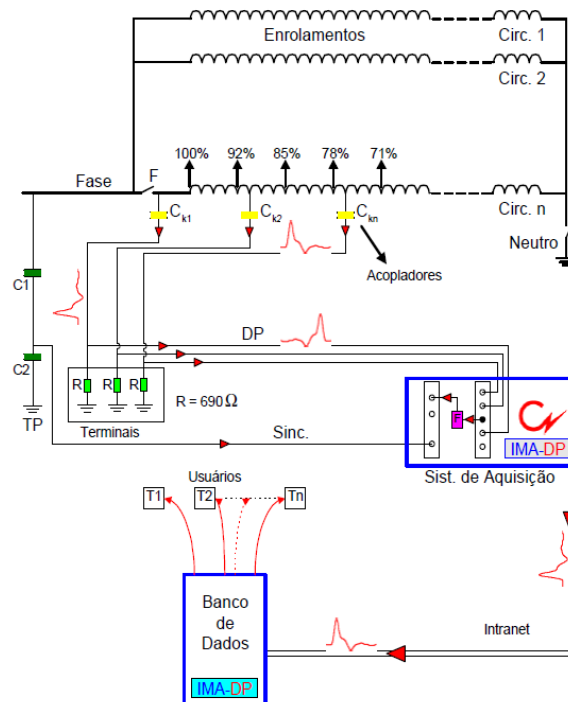 Enrolamentos
Circ. 1
Circ. 2
100% 92% 85% 78% 71%
Fase F
Ck1 Ck2 Ckn
Circ. n
Neutro
Acopladores
C1
DP
C2
R R R
R = 690 Ω
TP
Terminais
Sinc.
F
IMA-DP
Sist. de Aquisição
Usuários
T1 T2 Tn
Banco
de
Dados
Intranet
IMA-DP